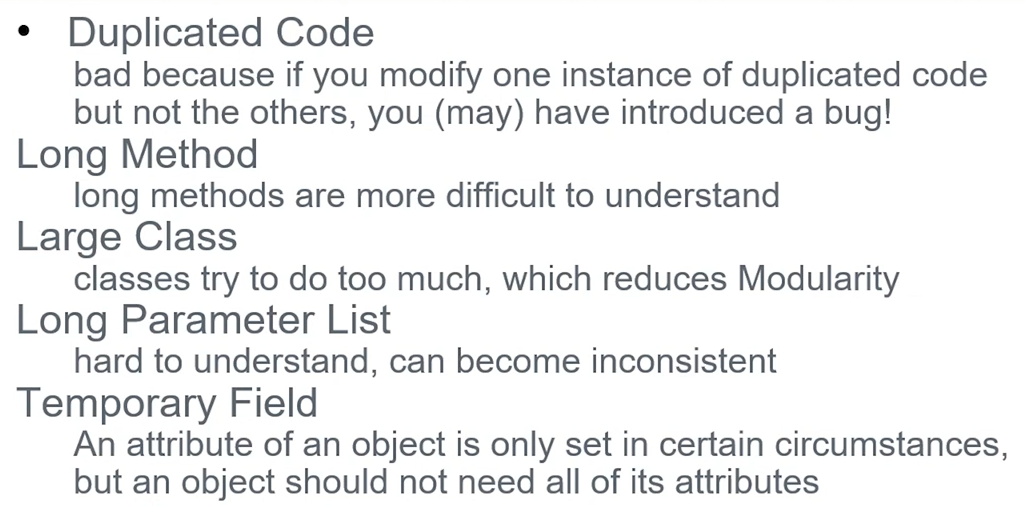 • Duplicated Code
bad because if you modify one instance of duplicated code
but not the others, you (may) have introduced a bug!
Long Method
long methods are more difficult to understand
Large Class
classes try to do too much, which reduces Modularity
Long Parameter List
hard to understand, can become inconsistent
Temporary Field
An attribute of an object is only set in certain circumstances,
but an object should not need all of its attributes